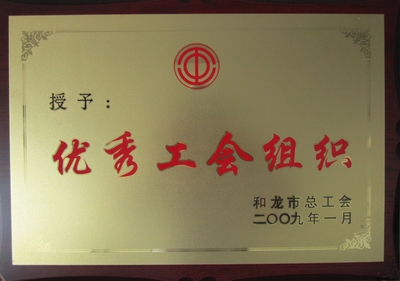 授予：
优秀工会组织
和龙市总工会
二〇〇九年一月